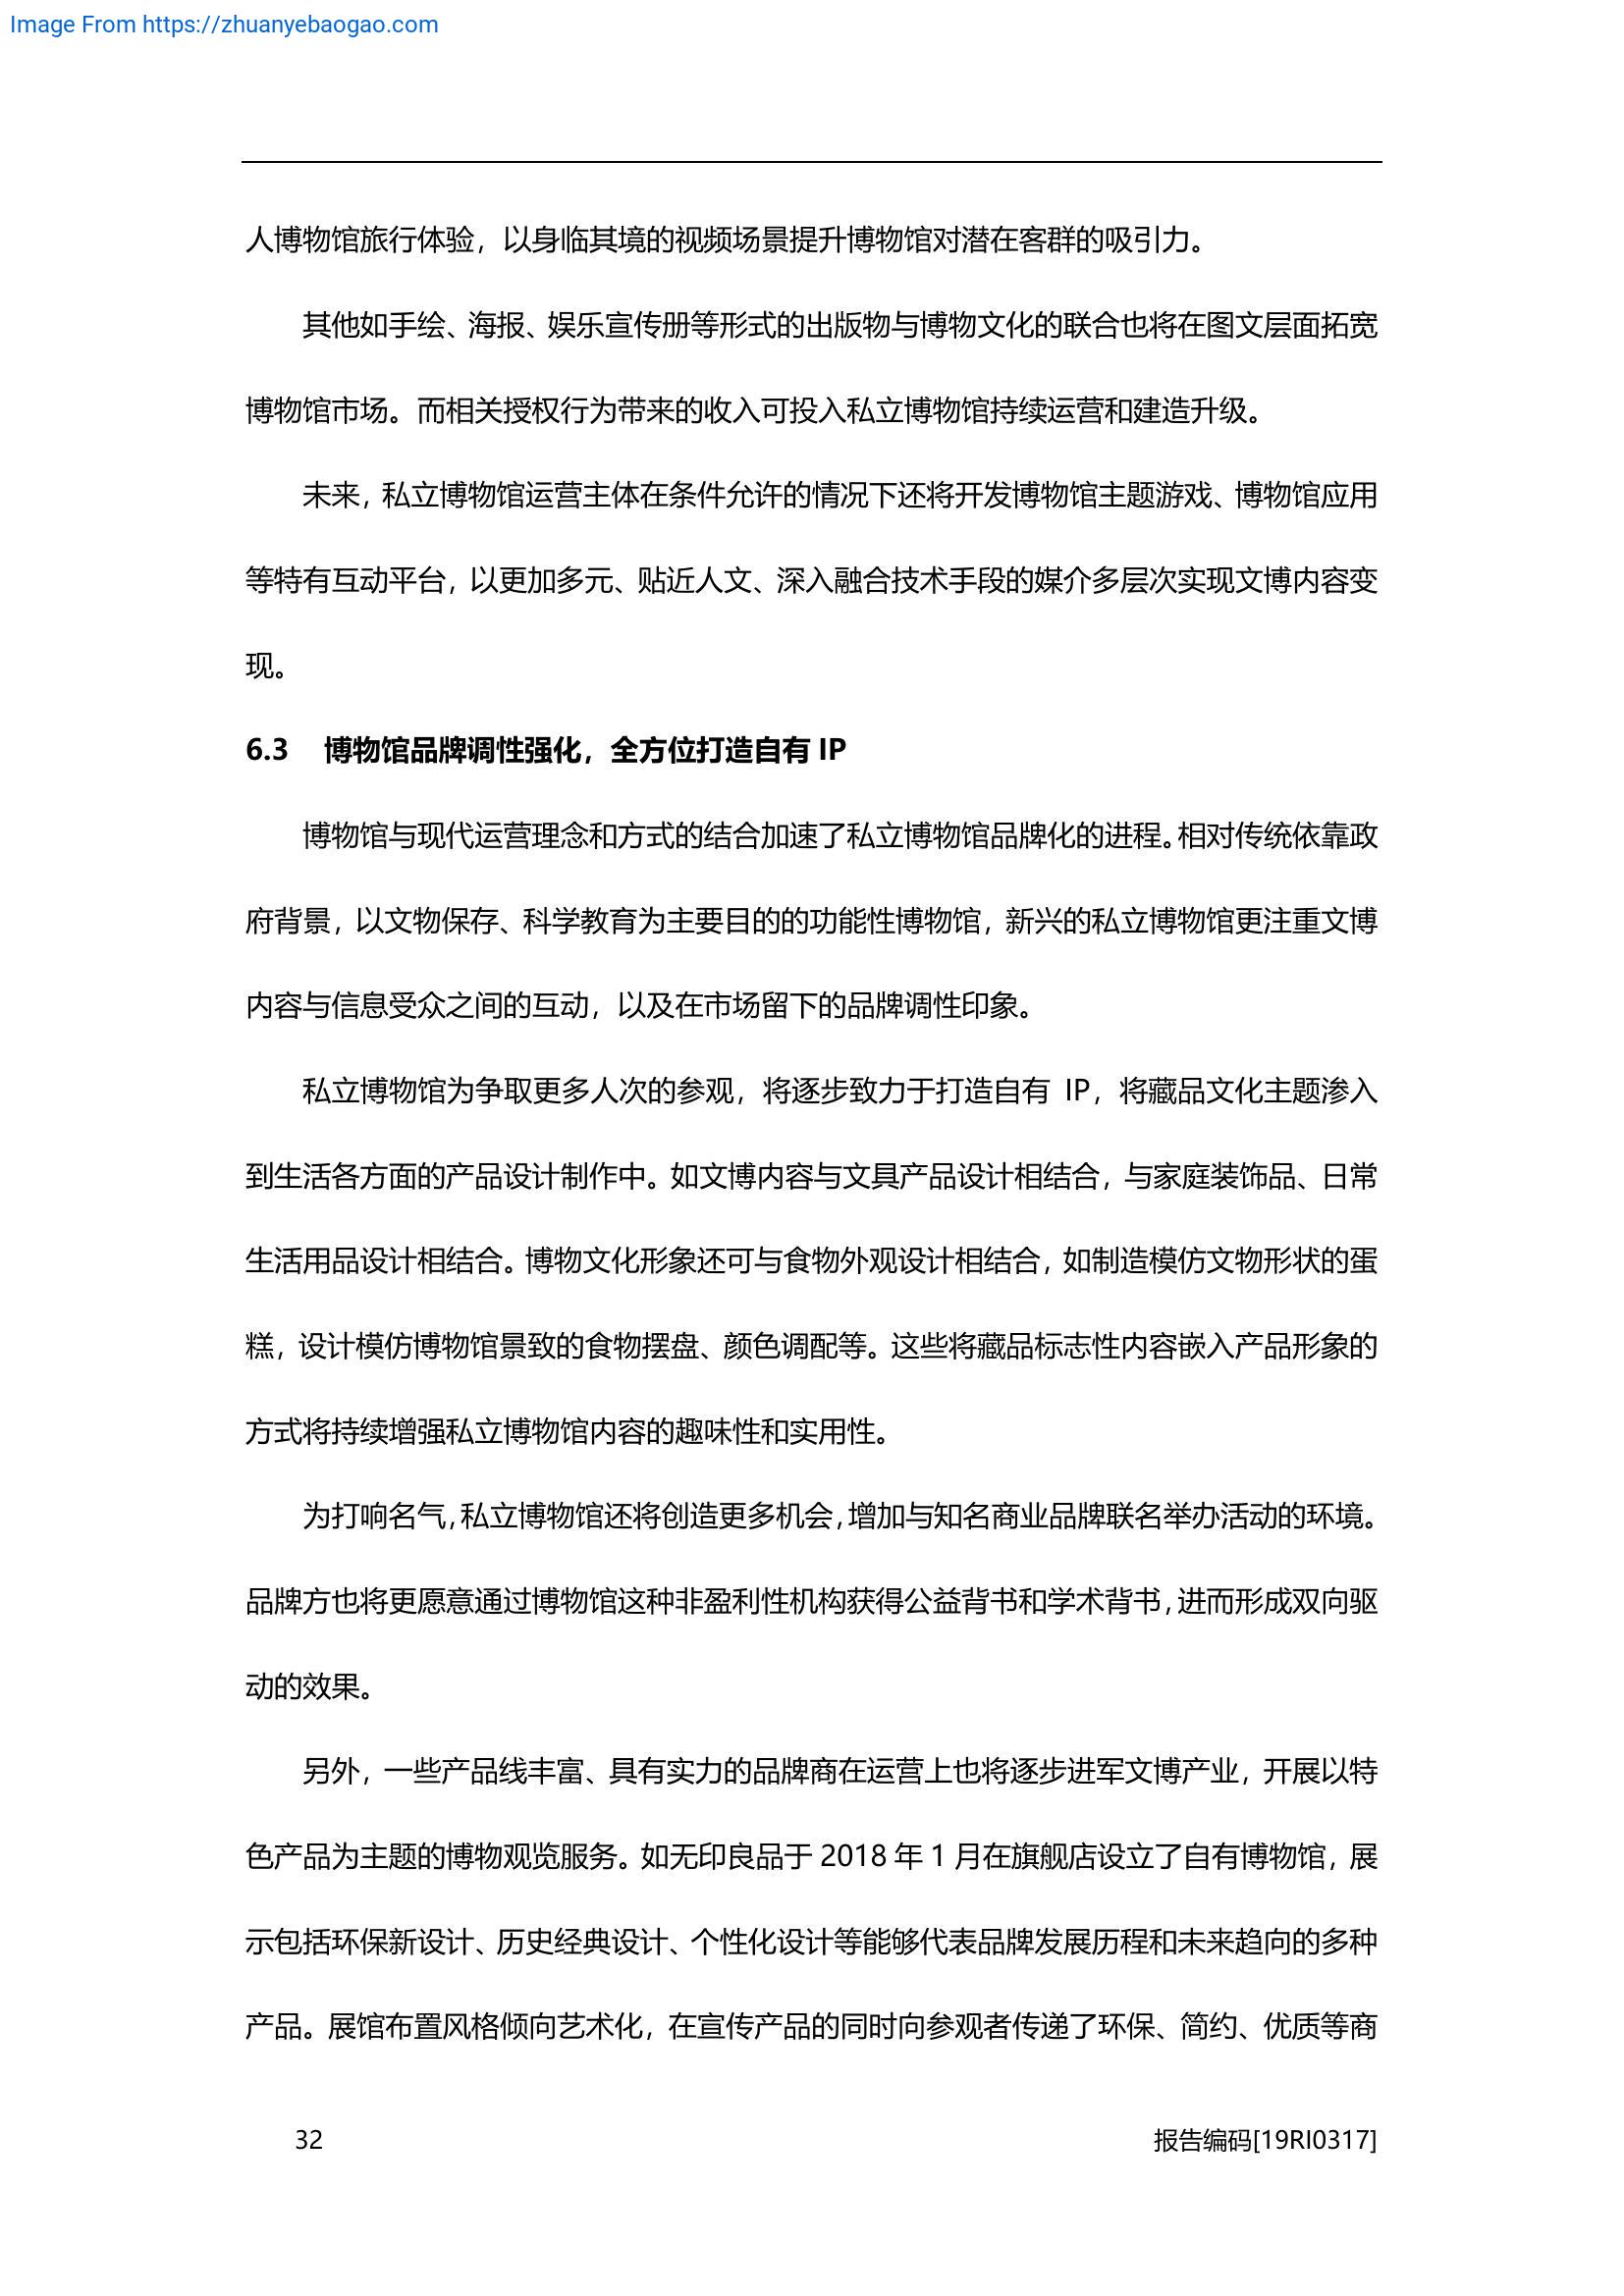 Image From https://zhuanyebaogao.com
人博物馆旅行体验，以身临其境的视频场景提升博物馆对潜在客群的吸引力。
其他如手绘、海报、娱乐宣传册等形式的出版物与博物文化的联合也将在图文层面拓宽
博物馆市场。而相关授权行为带来的收入可投入私立博物馆持续运营和建造升级。
未来，私立博物馆运营主体在条件允许的情况下还将开发博物馆主题游戏、博物馆应用
等特有互动平台，以更加多元、贴近人文、深入融合技术手段的媒介多层次实现文博内容变
现。
6.3 博物馆品牌调性强化，全方位打造自有 IP
博物馆与现代运营理念和方式的结合加速了私立博物馆品牌化的进程。相对传统依靠政
府背景，以文物保存、科学教育为主要目的的功能性博物馆，新兴的私立博物馆更注重文博
内容与信息受众之间的互动，以及在市场留下的品牌调性印象。
私立博物馆为争取更多人次的参观，将逐步致力于打造自有 IP，将藏品文化主题渗入
到生活各方面的产品设计制作中。如文博内容与文具产品设计相结合，与家庭装饰品、日常
生活用品设计相结合。博物文化形象还可与食物外观设计相结合，如制造模仿文物形状的蛋
糕，设计模仿博物馆景致的食物摆盘、颜色调配等。这些将藏品标志性内容嵌入产品形象的
方式将持续增强私立博物馆内容的趣味性和实用性。
为打响名气，私立博物馆还将创造更多机会，增加与知名商业品牌联名举办活动的环境。
品牌方也将更愿意通过博物馆这种非盈利性机构获得公益背书和学术背书，进而形成双向驱
动的效果。
另外，一些产品线丰富、具有实力的品牌商在运营上也将逐步进军文博产业，开展以特
色产品为主题的博物观览服务。如无印良品于 2018 年 1 月在旗舰店设立了自有博物馆，展
示包括环保新设计、历史经典设计、个性化设计等能够代表品牌发展历程和未来趋向的多种
产品。展馆布置风格倾向艺术化，在宣传产品的同时向参观者传递了环保、简约、优质等商
32 报告编码[19RI0317]